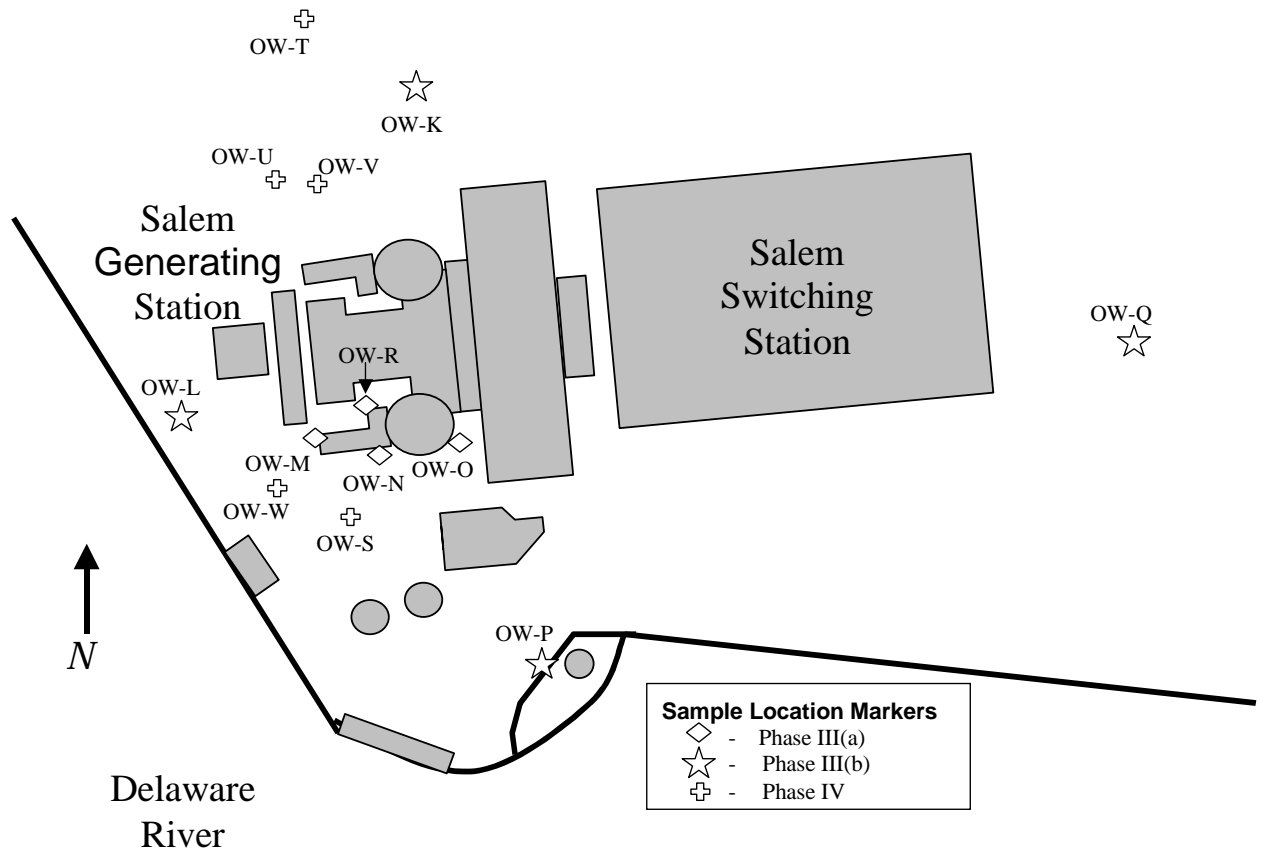 OW-T
OW-K
OW-U
OW-V
Salem
Generating
Station
Salem
Switching
Station
OW-Q
OW-R
OW-L
OW-M
OW-N
OW-O
OW-W
OW-S
N
OW-P
Sample Location Markers
- Phase III(a)
- Phase III(b)
- Phase IV
Delaware
River